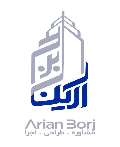 برج
آرین
Arian Borj
مشاوره . طراحی . اجرا